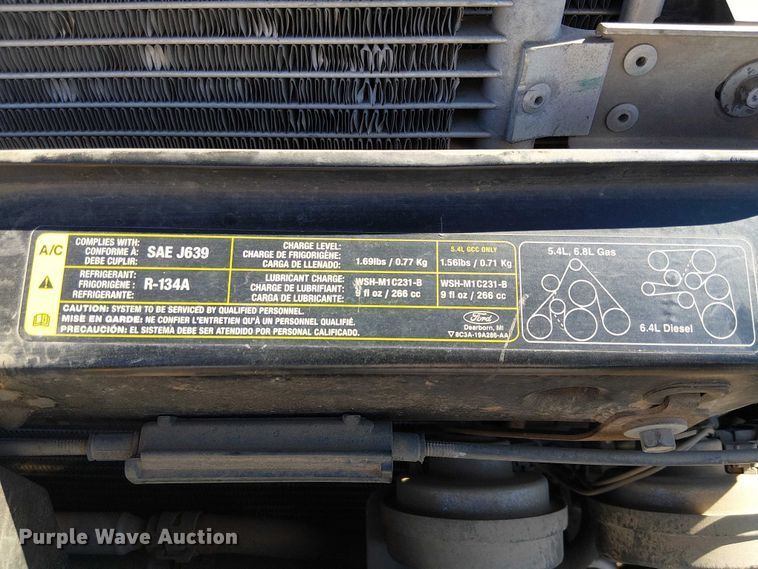 A/C
COMPLIES WITH:
CONFORME À:
DEBE CUPLIR:
SAE J639
CHARGE LEVEL:
CHARGE DE FRIGORIGÈNE:
CARGA DE LLENADO:
1.69lbs / 0.77 Kg
5.4L GCC ONLY
1.56lbs / 0.71 Kg
REFRIGERANT:
FRIGORIGÈNE :
REFRIGERANTE:
R-134A
LUBRICANT CHARGE:
CHARGE DE LUBRIFIANT:
CARGA DE LUBRICANTE:
WSH-M1C231-B
9 fl oz / 266 cc
WSH-M1C231-B
9 fl oz / 266 cc
CAUTION: SYSTEM TO BE SERVICED BY QUALIFIED PERSONNEL.
MISE EN GARDE: NE CONFIER L'ENTRETIEN QU'À UN PERSONNEL QUALIFIÉ.
PRECAUCIÓN: EL SISTEMA DEBE SER ATENDIDO POR PERSONAL CALIFICADO.
Ford
Dearborn, MI
8C3A-19A286-AA
5.4L, 6.8L Gas
6.4L Diesel
Purple Wave Auction